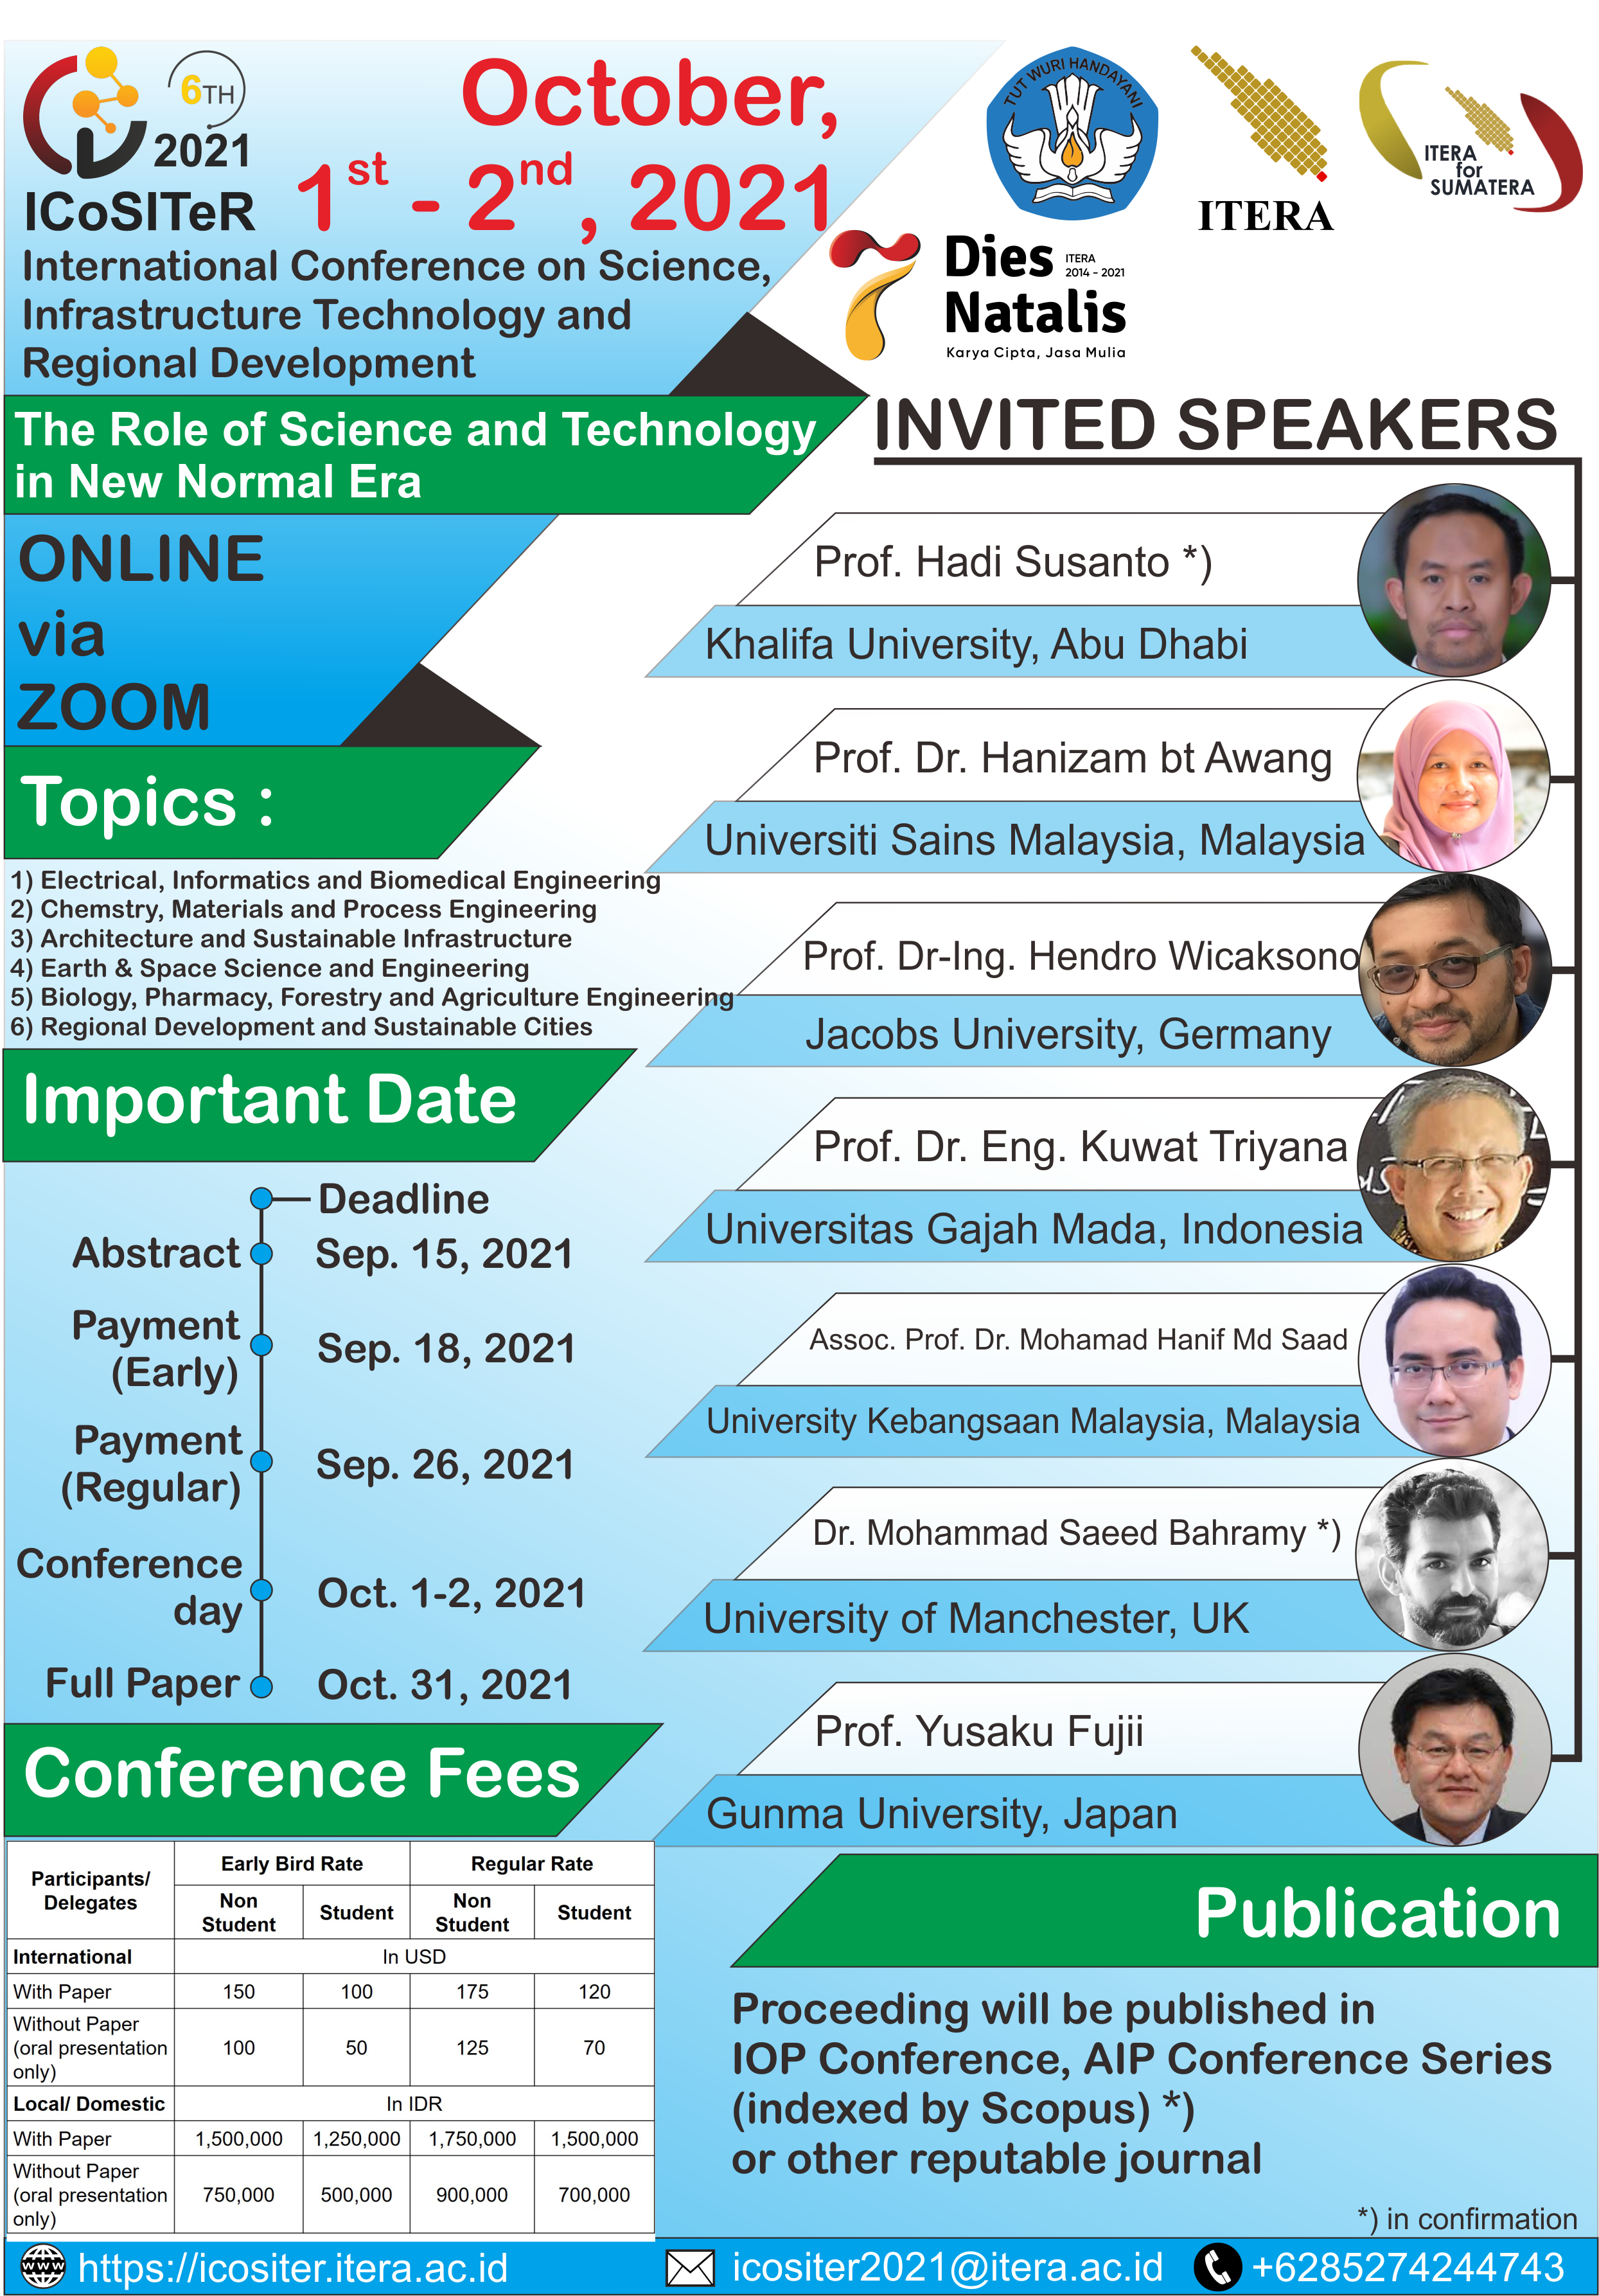 6TH
2021
ICoSITeR
October,
1st - 2nd, 2021
International Conference on Science,
Infrastructure Technology and
Regional Development
TUT WURI HANDAYANI
ITERA
ITERA
for
SUMATERA
7
Dies
Natalis
ITERA
2014 - 2021
Karya Cipta, Jasa Mulia
The Role of Science and Technology
in New Normal Era
ONLINE
via
ZOOM
Topics :
1) Electrical, Informatics and Biomedical Engineering
2) Chemstry, Materials and Process Engineering
3) Architecture and Sustainable Infrastructure
4) Earth & Space Science and Engineering
5) Biology, Pharmacy, Forestry and Agriculture Engineering
6) Regional Development and Sustainable Cities
Important Date
Deadline
Abstract Sep. 15, 2021
Payment
(Early) Sep. 18, 2021
Payment
(Regular) Sep. 26, 2021
Conference
day Oct. 1-2, 2021
Full Paper Oct. 31, 2021
Conference Fees
Participants/
Delegates
Early Bird Rate Regular Rate
Non
Student Student Non
Student Student
International In USD
With Paper 150 100 175 120
Without Paper
(oral presentation
only) 100 50 125 70
Local/ Domestic In IDR
With Paper 1,500,000 1,250,000 1,750,000 1,500,000
Without Paper
(oral presentation
only) 750,000 500,000 900,000 700,000
INVITED SPEAKERS
Prof. Hadi Susanto *)
Khalifa University, Abu Dhabi
Prof. Dr. Hanizam bt Awang
Universiti Sains Malaysia, Malaysia
Prof. Dr-Ing. Hendro Wicaksono
Jacobs University, Germany
Prof. Dr. Eng. Kuwat Triyana
Universitas Gajah Mada, Indonesia
Assoc. Prof. Dr. Mohamad Hanif Md Saad
University Kebangsaan Malaysia, Malaysia
Dr. Mohammad Saeed Bahramy *)
University of Manchester, UK
Prof. Yusaku Fujii
Gunma University, Japan
Publication
Proceeding will be published in
IOP Conference, AIP Conference Series
(indexed by Scopus) *)
or other reputable journal
*) in confirmation
www https://icositer.itera.ac.id
icositer2021@itera.ac.id
+6285274244743